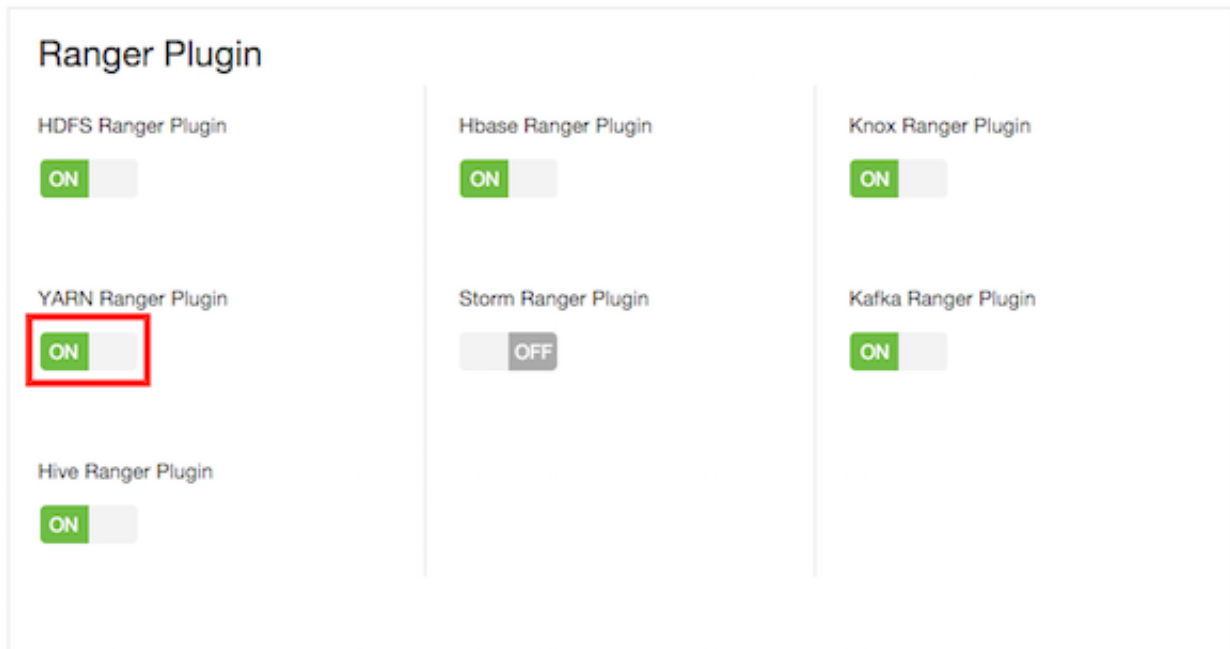 Ranger Plugin
HDFS Ranger Plugin
ON
Hbase Ranger Plugin
ON
Knox Ranger Plugin
ON
YARN Ranger Plugin
ON
Storm Ranger Plugin
OFF
Kafka Ranger Plugin
ON
Hive Ranger Plugin
ON